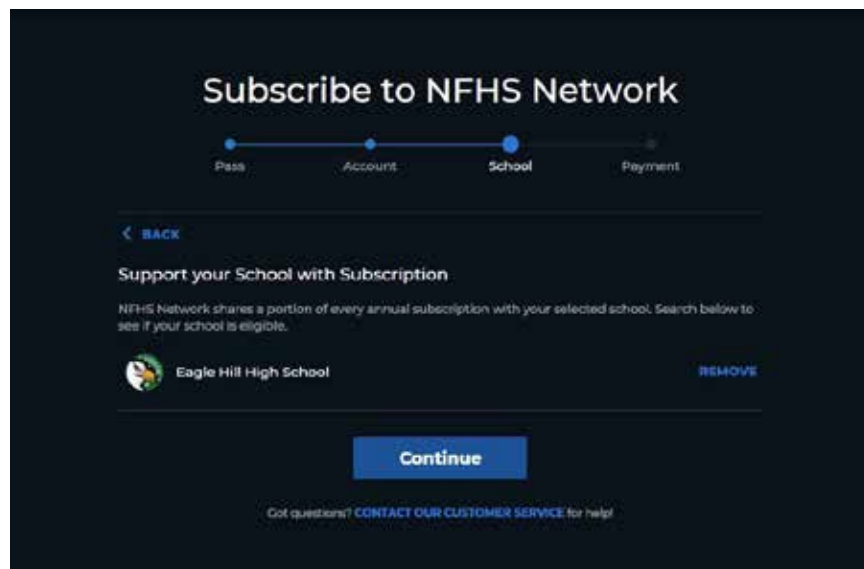 Subscribe to NFHS Network
Pass Account School Payment
BACK
Support your School with Subscription
NFHS Network shares a portion of every annual subscription with your selected school. Search below to
see if your school is eligible.
Eagle Hill High School REMOVE
Continue
Got questions? CONTACT OUR CUSTOMER SERVICE for help!